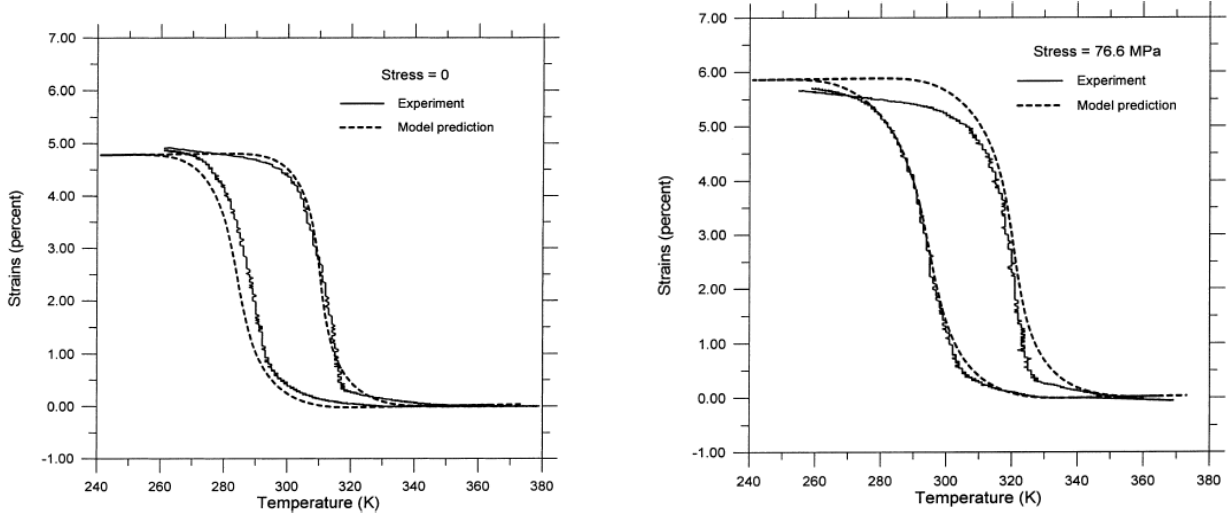 7.00
6.00
5.00
4.00
3.00
2.00
1.00
0.00
-1.00
Strains (percent)
Stress = 0
Experiment
Model prediction
240 260 280 300 320 340 360 380
Temperature (K)
7.00
6.00
5.00
4.00
3.00
2.00
1.00
0.00
-1.00
Strains (percent)
Stress = 76.6 MPa
Experiment
Model prediction
240 260 280 300 320 340 360 380
Temperature (K)